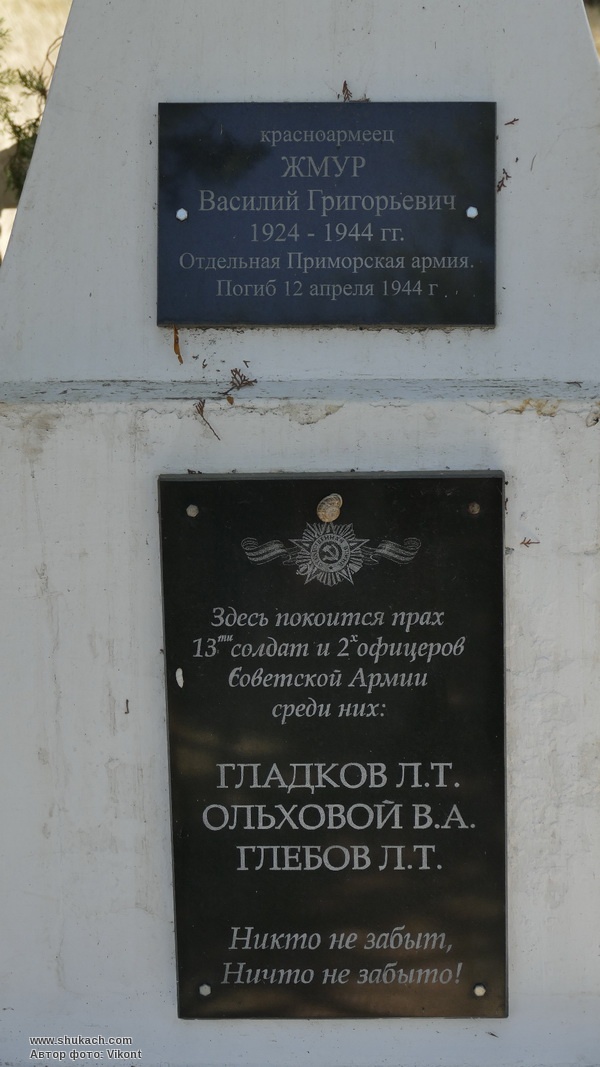 красноармеец
ЖМУР
Василий Григорьевич
1924 - 1944 гг.
Отдельная Приморская армия.
Погиб 12 апреля 1944 г.
Здесь покоится прах
13ти солдат и 2х офицеров
Советской Армии
среди них:
ГЛАДКОВ Л.Т.
ОЛЬХОВОЙ В.А.
ГЛЕБОВ Л.Т.
Никто не забыт,
Ничто не забыто!
www.shukach.com
Автор фото: Vikont